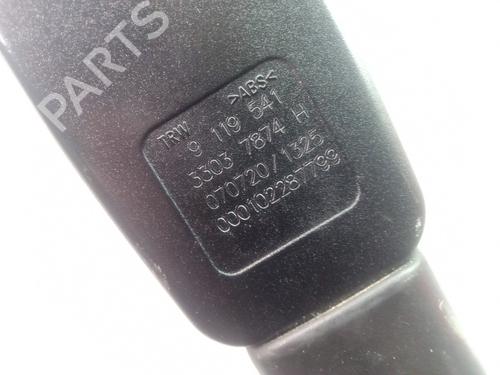 PARTS
TRW >ABS<
9 119 541
3303 7874 H
070720/1325
000102287799